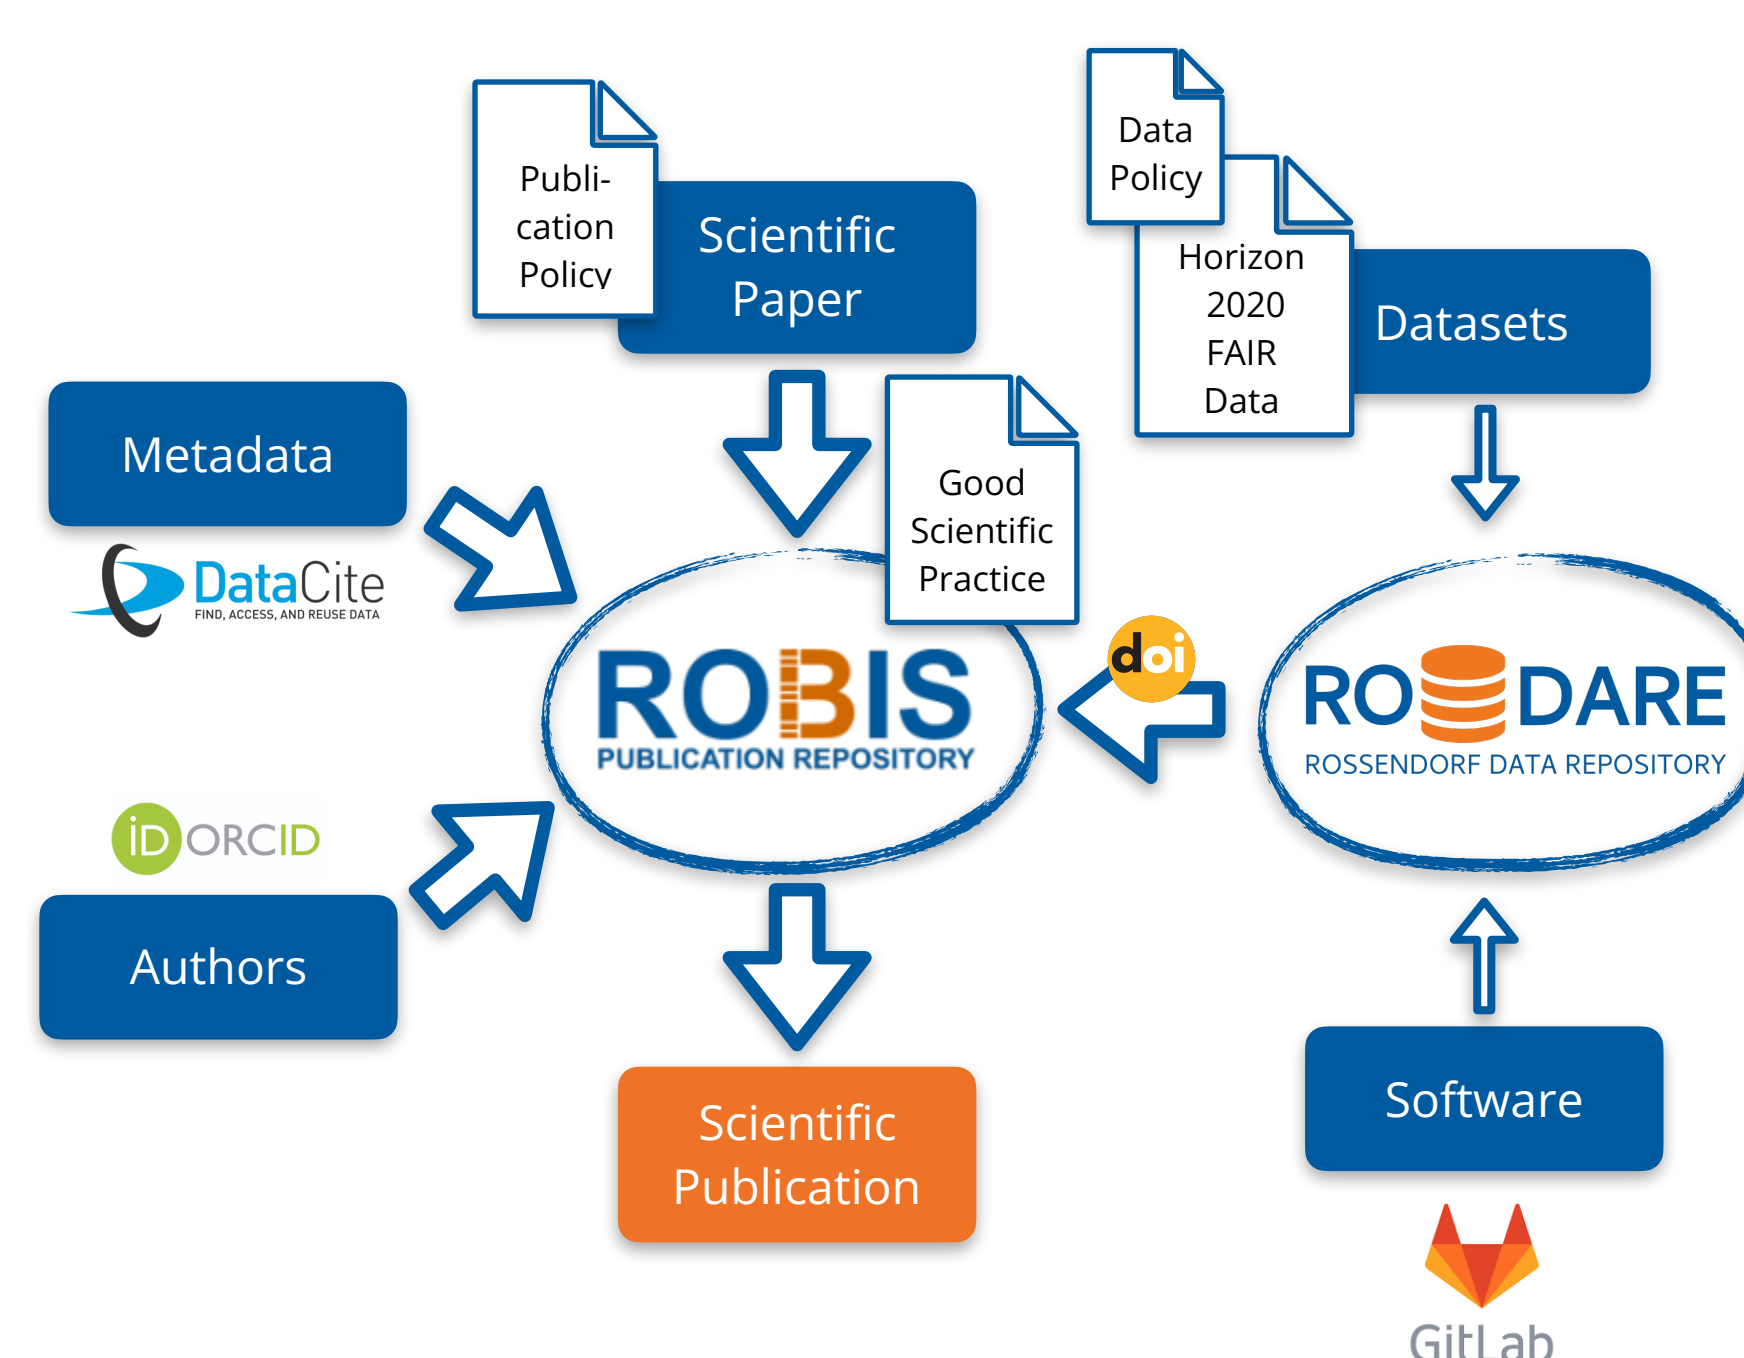 Publi-
cation
Policy
Scientific
Paper
Data
Policy
Horizon
2020
FAIR
Data
Datasets
Metadata
DataCite
FIND, ACCESS, AND REUSE DATA
Good
Scientific
Practice
doi
ROBIS
PUBLICATION REPOSITORY
RODARE
ROSSENDORF DATA REPOSITORY
iD ORCID
Authors
Scientific
Publication
Software
GitLab